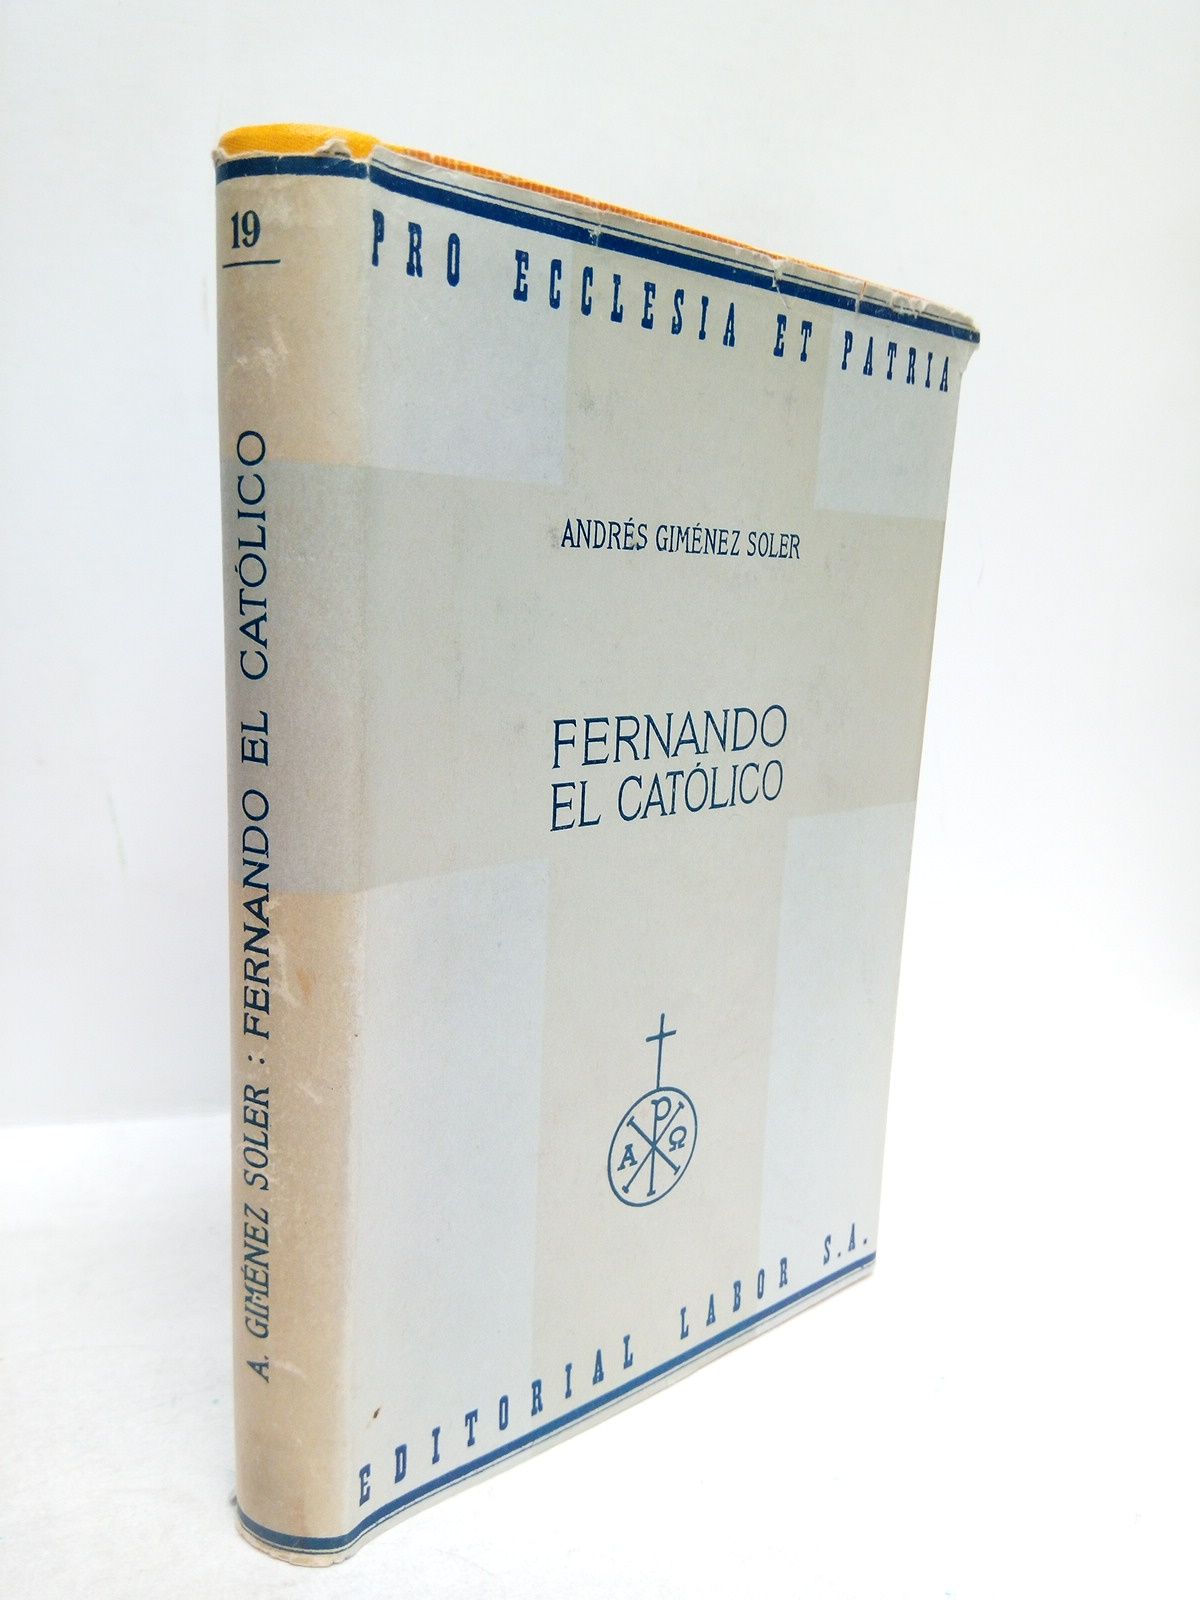 19
A. GIMÉNEZ SOLER : FERNANDO EL CATÓLICO
PRO ECCLESIA ET PATRIA
ANDRÉS GIMÉNEZ SOLER
FERNANDO
EL CATÓLICO
Α Ρ Ω
EDITORIAL LABOR S.A.